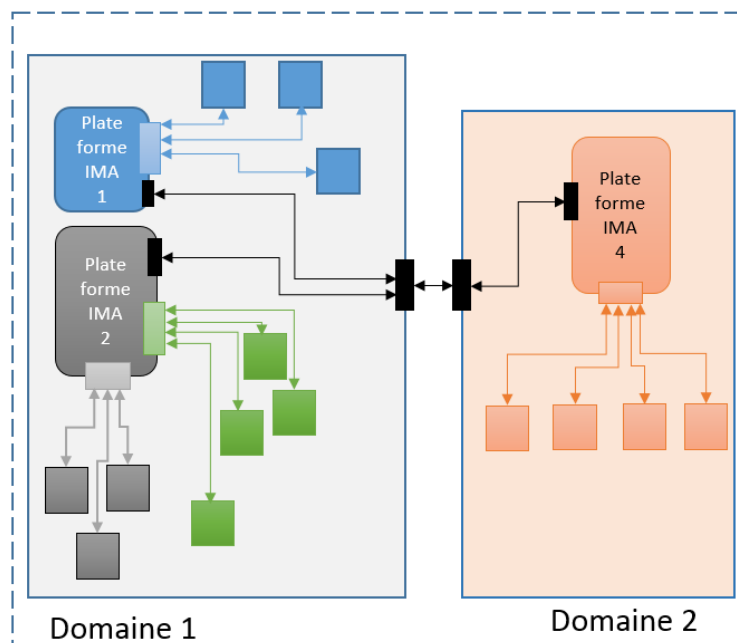 Plate
forme
IMA
1
Plate
forme
IMA
2
Plate
forme
IMA
4
Domaine 1
Domaine 2